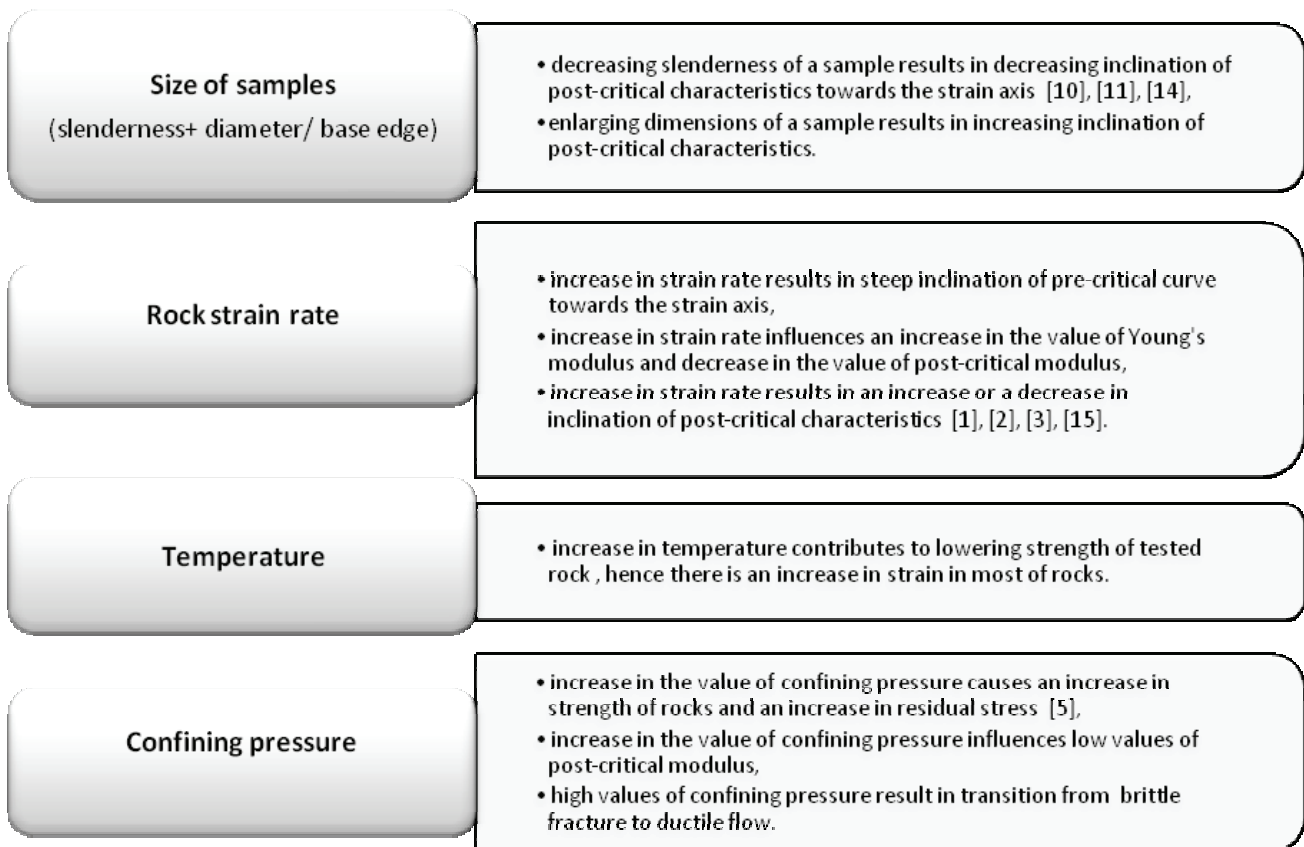 Size of samples
(slenderness+ diameter/ base edge)
• decreasing slenderness of a sample results in decreasing inclination of
post-critical characteristics towards the strain axis [10], [11], [14],
• enlarging dimensions of a sample results in increasing inclination of
post-critical characteristics.
Rock strain rate
• increase in strain rate results in steep inclination of pre-critical curve
towards the strain axis,
• increase in strain rate influences an increase in the value of Young's
modulus and decrease in the value of post-critical modulus,
• increase in strain rate results in an increase or a decrease in
inclination of post-critical characteristics [1], [2], [3], [15].
Temperature
• increase in temperature contributes to lowering strength of tested
rock , hence there is an increase in strain in most of rocks.
Confining pressure
• increase in the value of confining pressure causes an increase in
strength of rocks and an increase in residual stress [5],
• increase in the value of confining pressure influences low values of
post-critical modulus,
• high values of confining pressure result in transition from brittle
fracture to ductile flow.